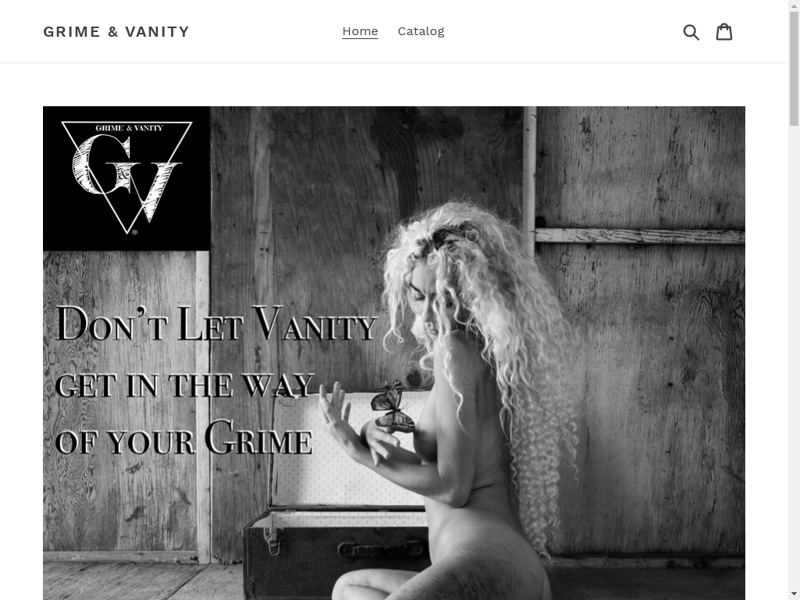 GRIME & VANITY
Home
Catalog
GRIME & VANITY
GV
®
Don't Let Vanity
get in the way
of your Grime